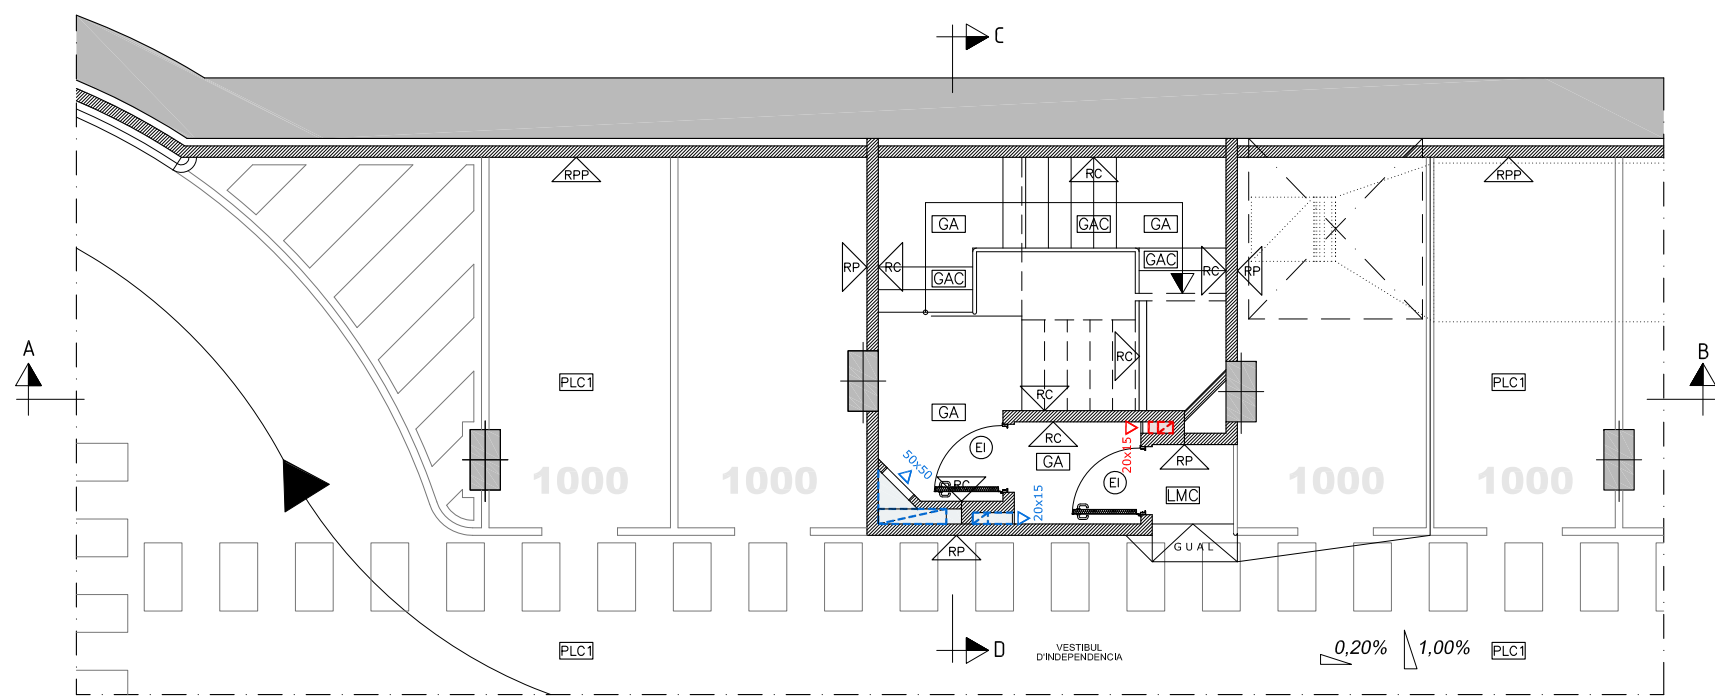 C
RPP
RC
RPP
GA
GAC
GA
GAC
RP
RC
GAC
RC
RP
A
B
RC
PLC1
PLC1
RC
GA
RC
EI
20x15
GA
RP
50x50
1000
1000
RC
EI
LMC
1000
1000
20x15
RP
GUAL
PLC1
D
VESTIBUL
D'INDEPENDENCIA
0,20%
1,00%
PLC1